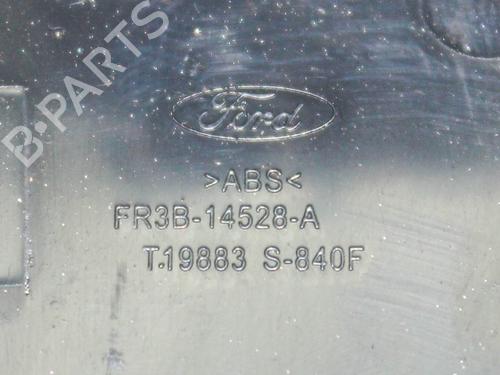 B-PARTS
Ford
>ABS<
FR3B-14528-A
T.19883 S-840F